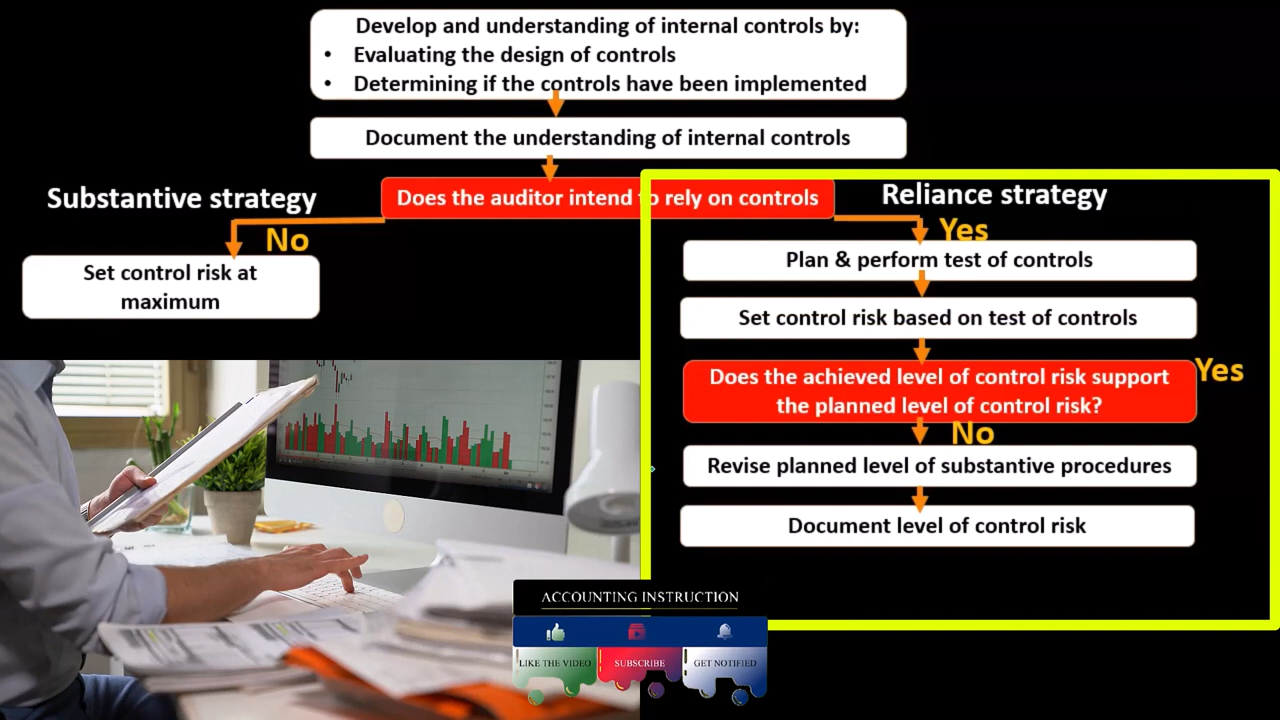 Develop and understanding of internal controls by:
• Evaluating the design of controls
• Determining if the controls have been implemented
Document the understanding of internal controls
Does the auditor intend to rely on controls
Substantive strategy
No
Set control risk at
maximum
Reliance strategy
Yes
Plan & perform test of controls
Set control risk based on test of controls
Does the achieved level of control risk support
the planned level of control risk?
Yes
No
Revise planned level of substantive procedures
Document level of control risk
ACCOUNTING INSTRUCTION
LIKE THE VIDEO
SUBSCRIBE
GET NOTIFIED